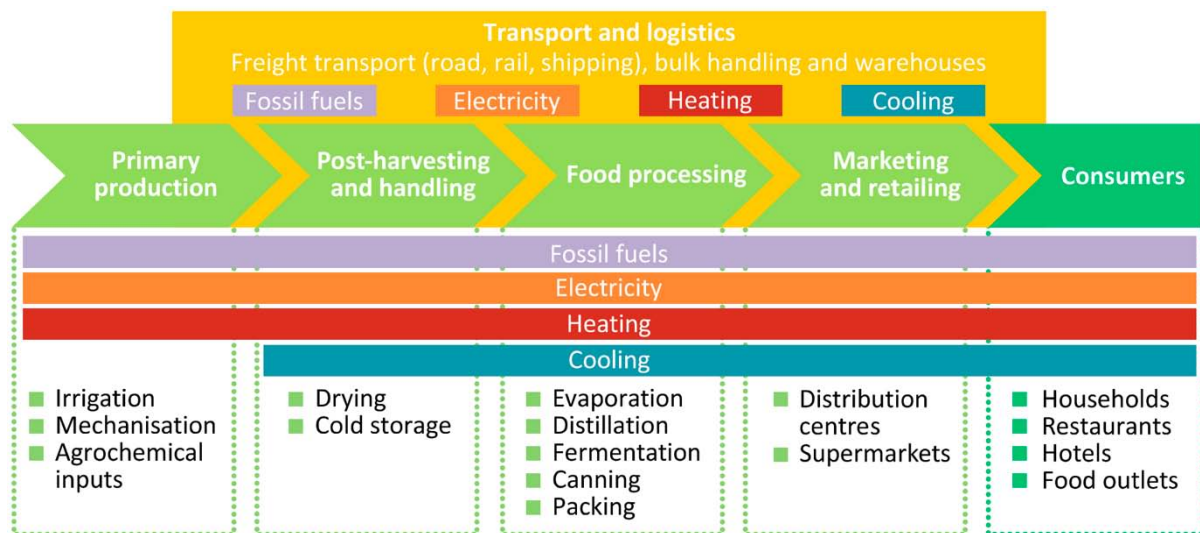 Transport and logistics
Freight transport (road, rail, shipping), bulk handling and warehouses
Fossil fuels
Electricity
Heating
Cooling
Primary
production
Post-harvesting
and handling
Food processing
Marketing
and retailing
Consumers
Fossil fuels
Electricity
Heating
Cooling
Irrigation
Mechanisation
Agrochemical
inputs
Drying
Cold storage
Evaporation
Distillation
Fermentation
Canning
Packing
Distribution
centres
Supermarkets
Households
Restaurants
Hotels
Food outlets